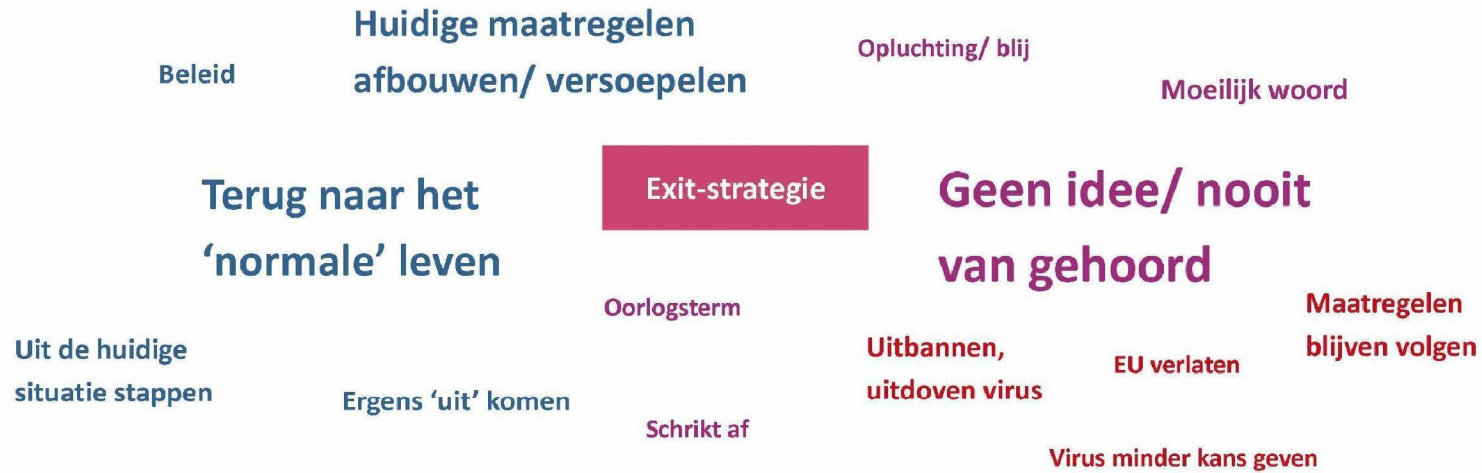 Huidige maatregelen
afbouwen/ versoepelen
Beleid
Opluchting/ blij
Moeilijk woord
Terug naar het
‘normale’ leven
Exit-strategie
Geen idee/ nooit
van gehoord
Oorlogsterm
Uit de huidige
situatie stappen
Ergens ‘uit’ komen
Schrikt af
Uitbannen,
uitdoven virus
EU verlaten
Maatregelen
blijven volgen
Virus minder kans geven